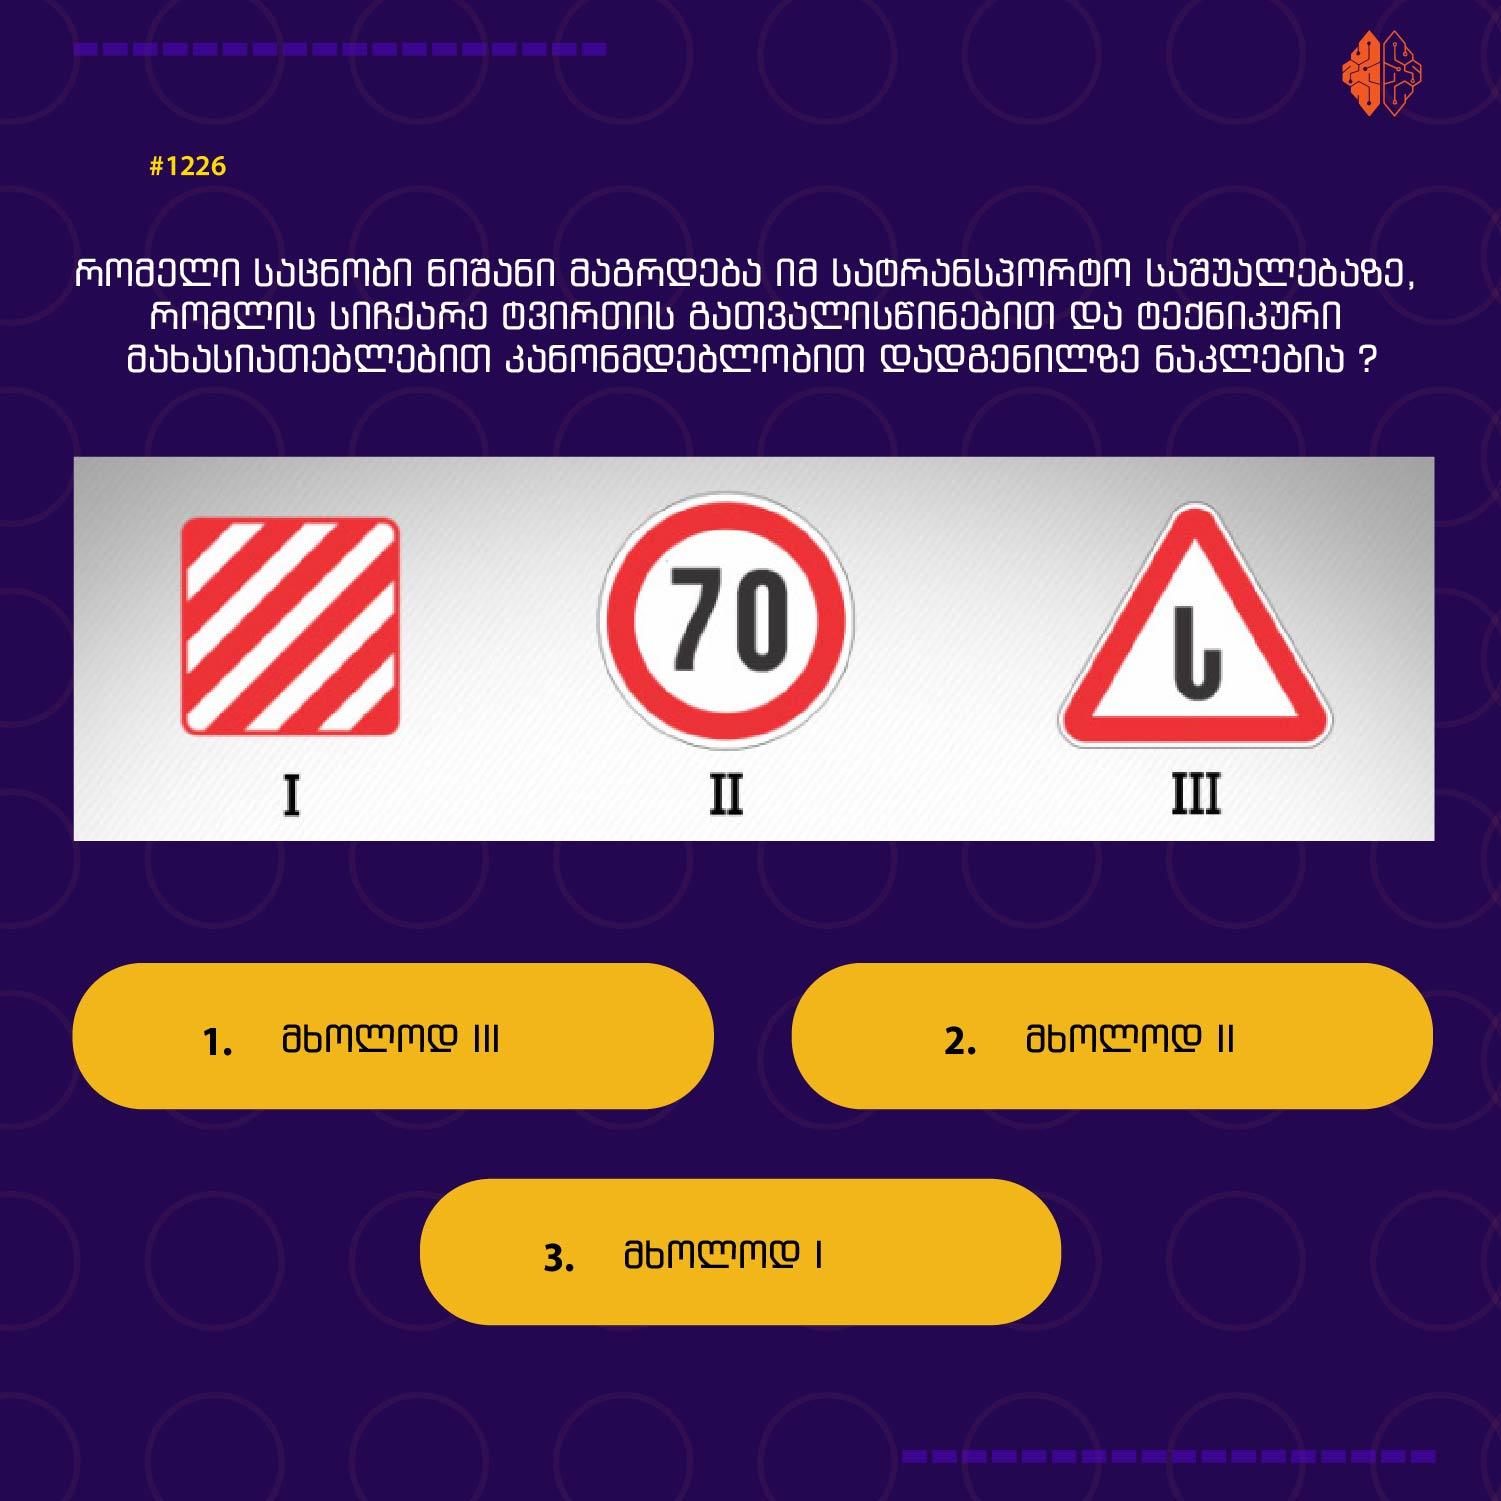 #1226
რომელი საცნობი ნიშანი მაგრდება იმ სატრანსპორტო საშუალებაზე,
რომლის სიჩქარე ტვირთის გათვალისწინებით და ტექნიკური
მახასიათებლებით კანონმდებლობით დადგენილზე ნაკლებია ?
70 ს
I II III
1. მხოლოდ III 2. მხოლოდ II
3. მხოლოდ I